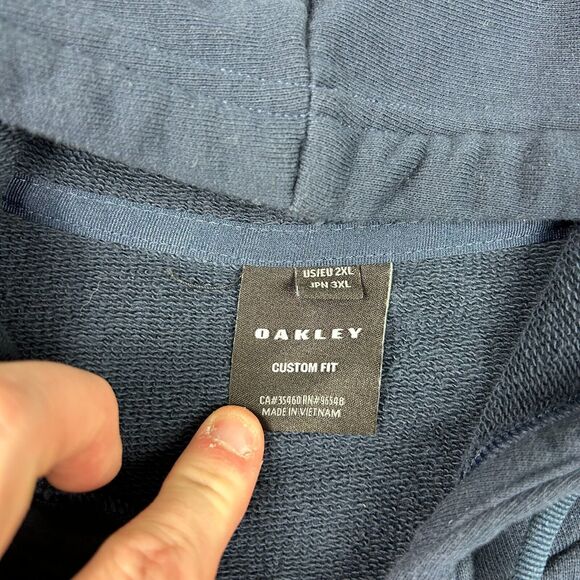 US/EU 2XL
JPN 3XL
OAKLEY
CUSTOM FIT
CA#35460 RN#96548
MADE IN VIETNAM